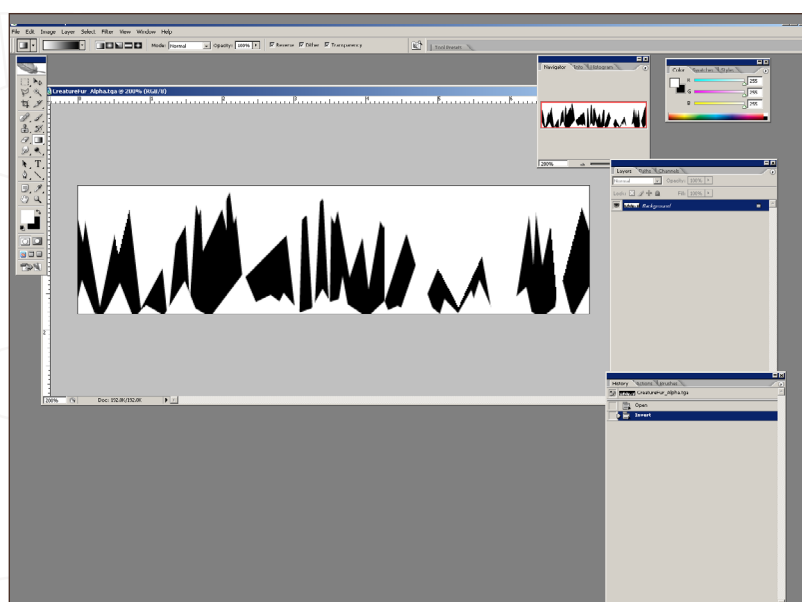 File Edit Image Layer Select Filter View Window Help
Mode: Normal Opacity: 100% Reverse Dither Transparency
Navigator Info Histogram
Color Swatches Styles
R 255
G 255
B 255
CreatureFur_Alpha.tga @ 200% (RGB/8)
200%
Layers Paths Channels
Normal Opacity: 100%
Lock: Fill: 100%
Background
History Actions Brushes
CreatureFur_Alpha.tga
Open
Invert
200% Doc: 192.0K/192.0K